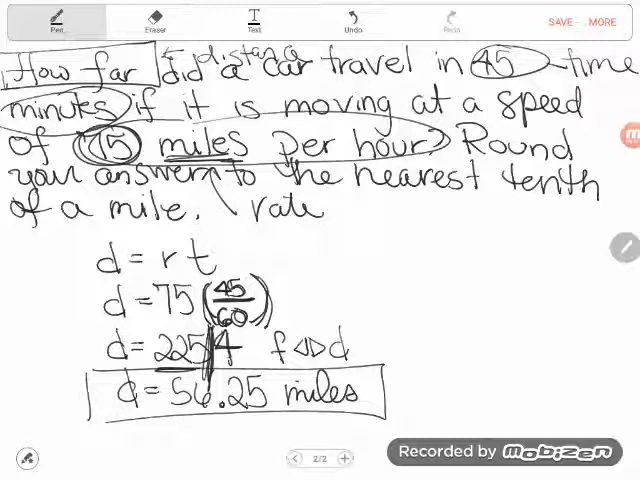 Pen
Eraser
Text
Undo
Redo
SAVE
MORE
distance
How far did a car travel in 45 time
minutes if it is moving at a speed
of 75 miles per hour? Round
your answer to the nearest tenth
of a mile. rate
d = r t
d = 75 (45/60)
d = 225/4 f◁▷d
d = 56.25 miles
2/2
Recorded by mobizen